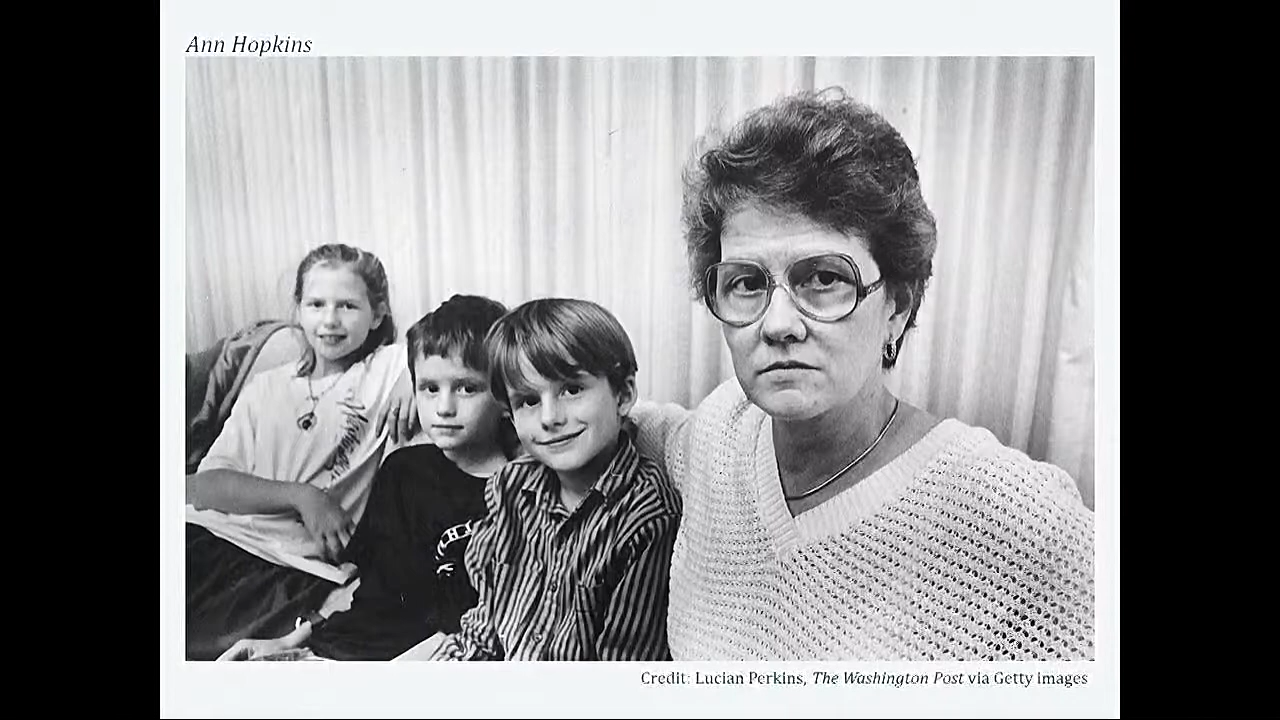 Ann Hopkins
Credit: Lucian Perkins, The Washington Post via Getty images